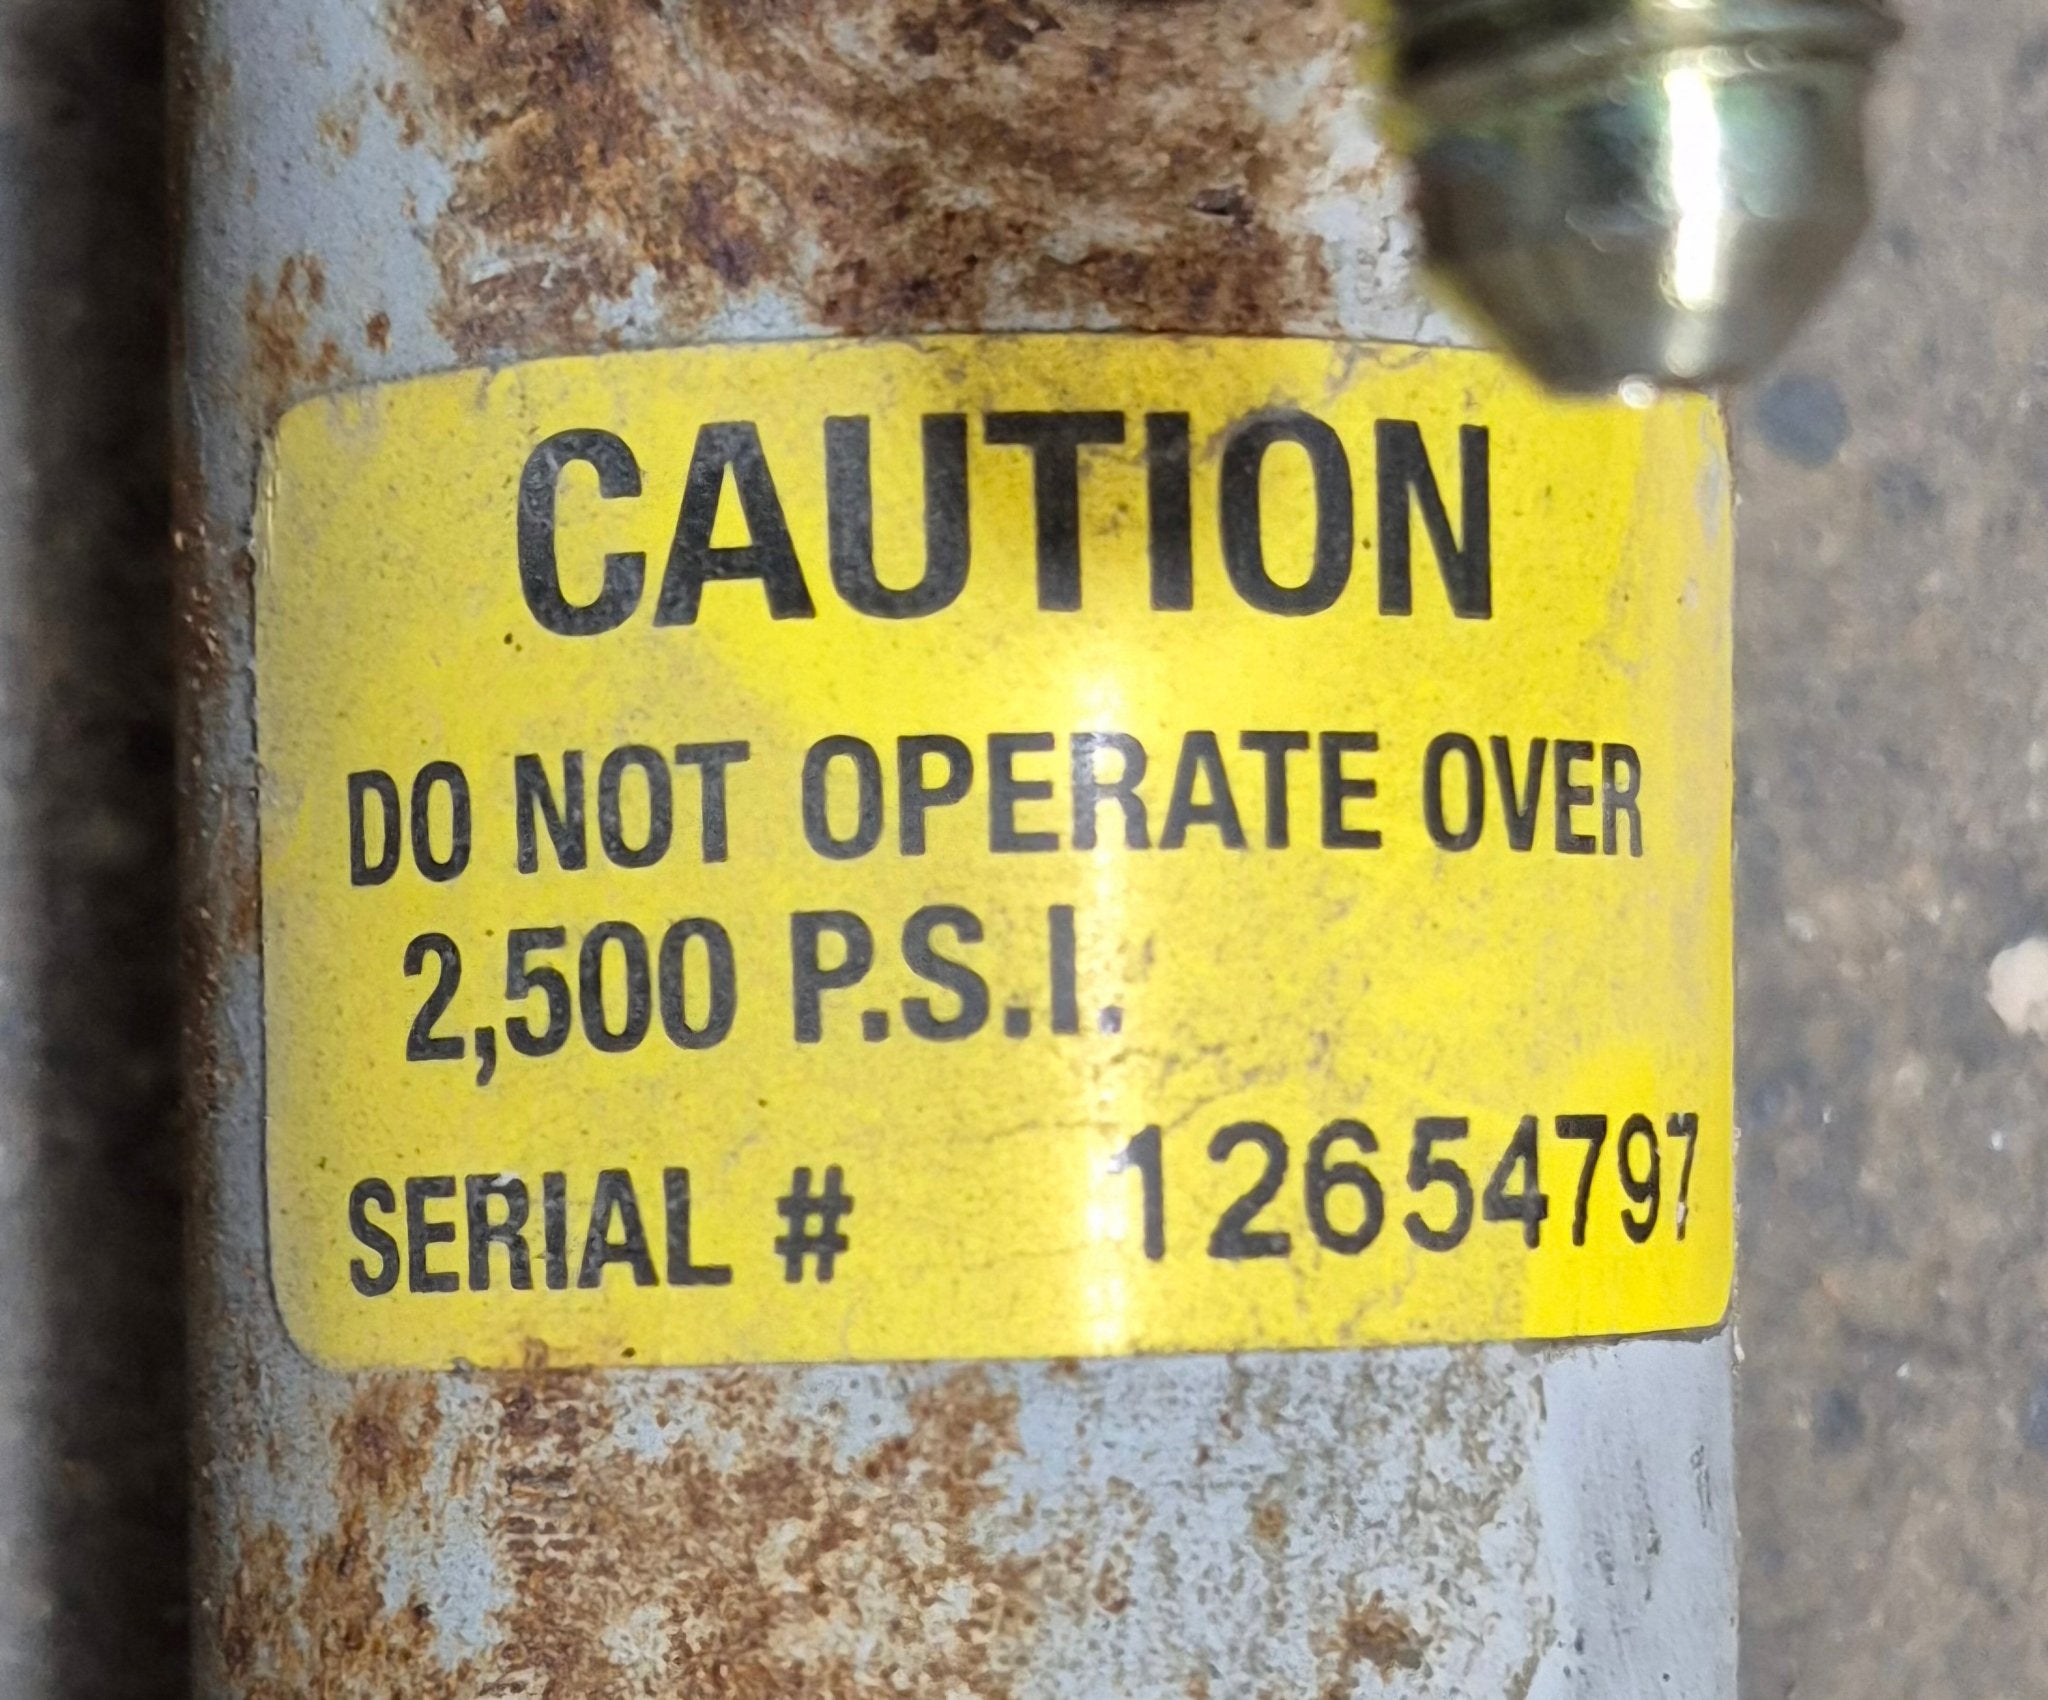 CAUTION
DO NOT OPERATE OVER
2,500 P.S.I.
SERIAL # 12654797